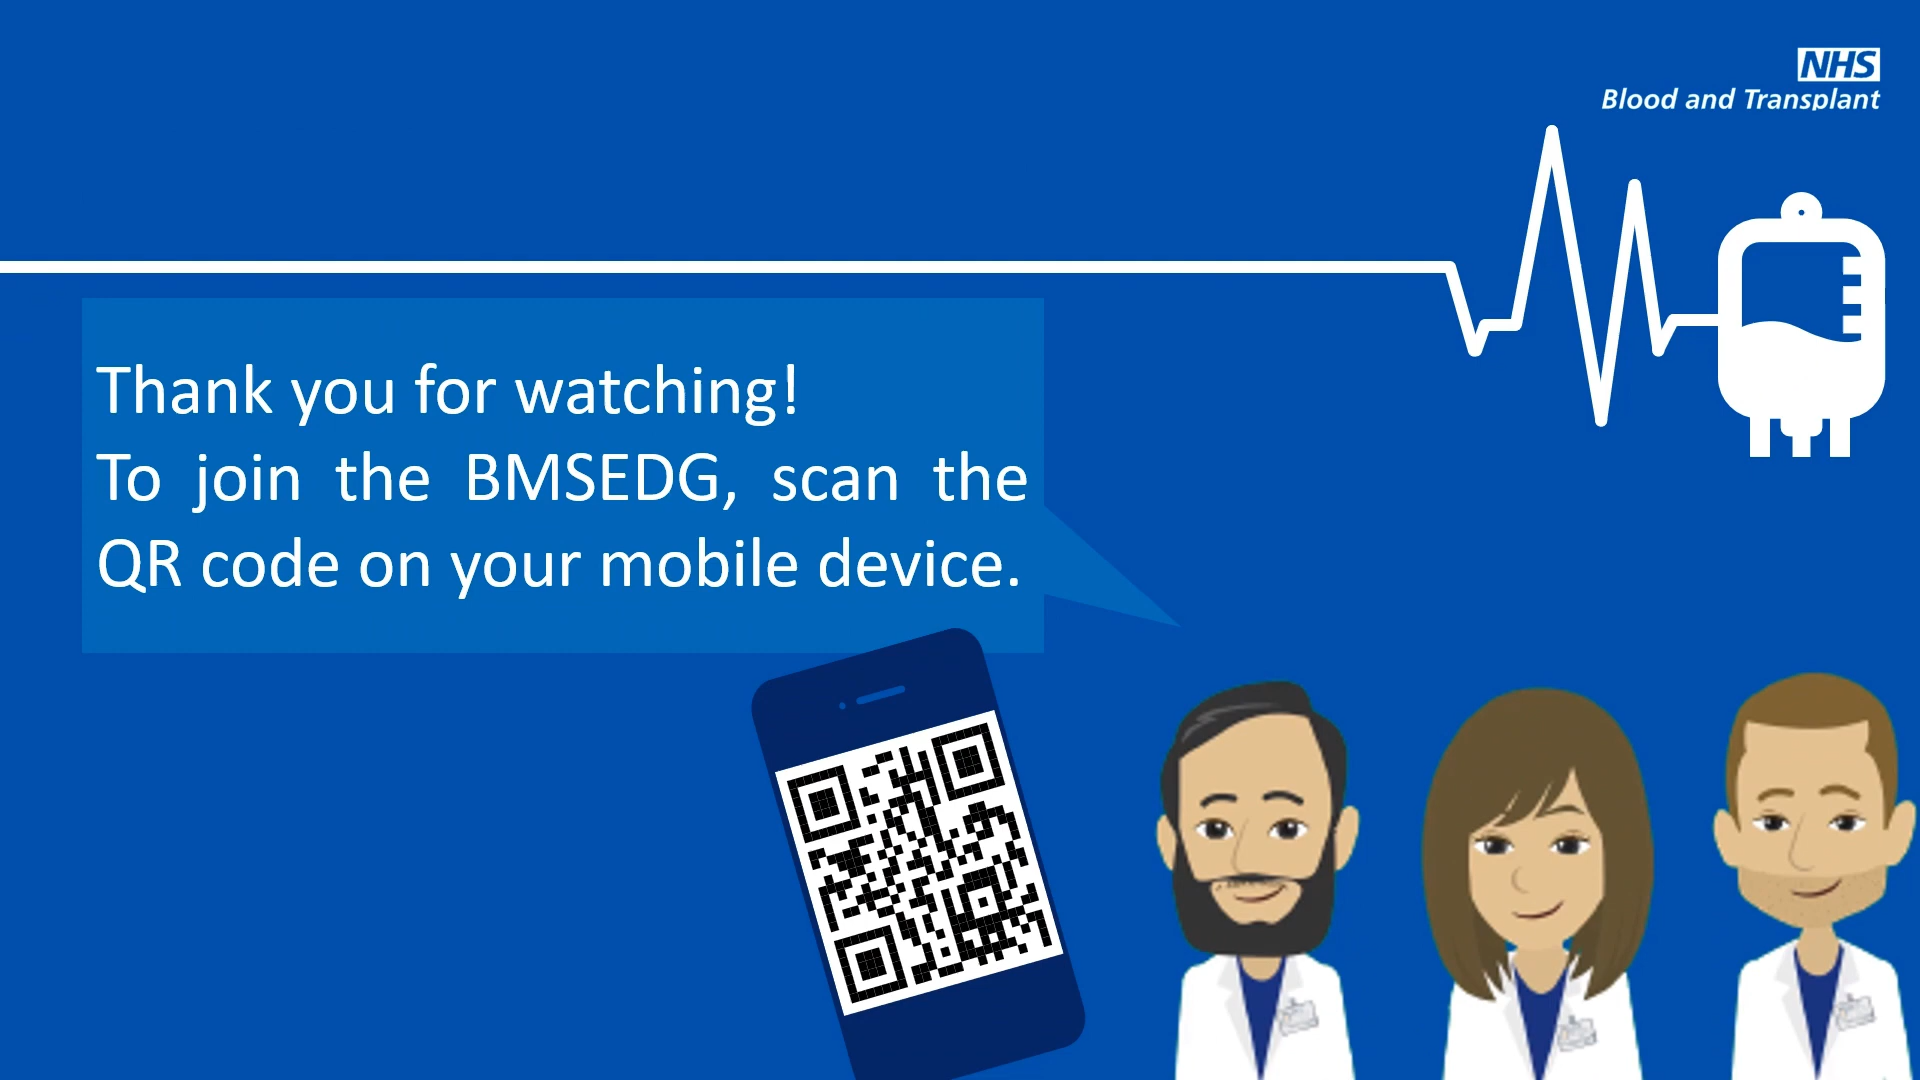 NHS
Blood and Transplant
Thank you for watching!
To join the BMSEDG, scan the
QR code on your mobile device.